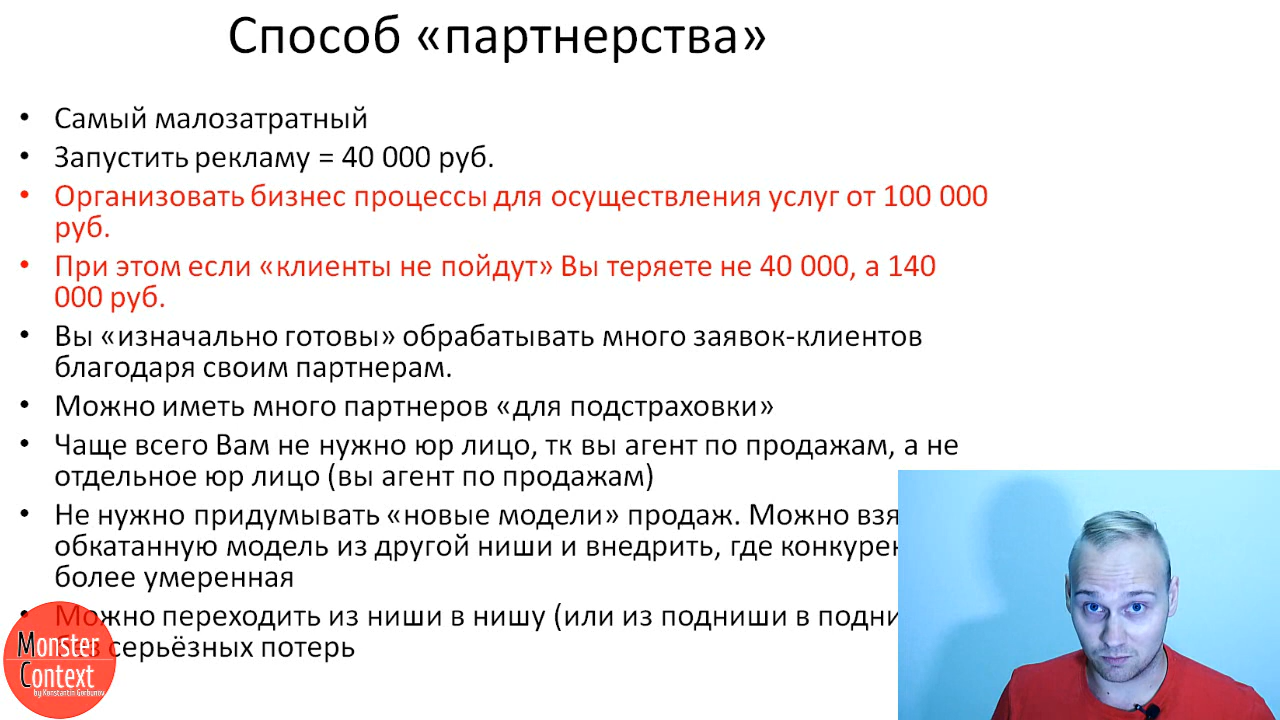 Способ «партнерства»
• Самый малозатратный
• Запустить рекламу = 40 000 руб.
• Организовать бизнес процессы для осуществления услуг от 100 000
руб.
• При этом если «клиенты не пойдут» Вы теряете не 40 000, а 140
000 руб.
• Вы «изначально готовы» обрабатывать много заявок-клиентов
благодаря своим партнерам.
• Можно иметь много партнеров «для подстраховки»
• Чаще всего Вам не нужно юр лицо, тк вы агент по продажам, а не
отдельное юр лицо (вы агент по продажам)
• Не нужно придумывать «новые модели» продаж. Можно
обкатанную модель из другой ниши и внедрить, где
более умеренная
Можно переходить из ниши в нишу (или из подниши в
серьёзных потерь
Monster
Context
by Konstantin Gorbunov